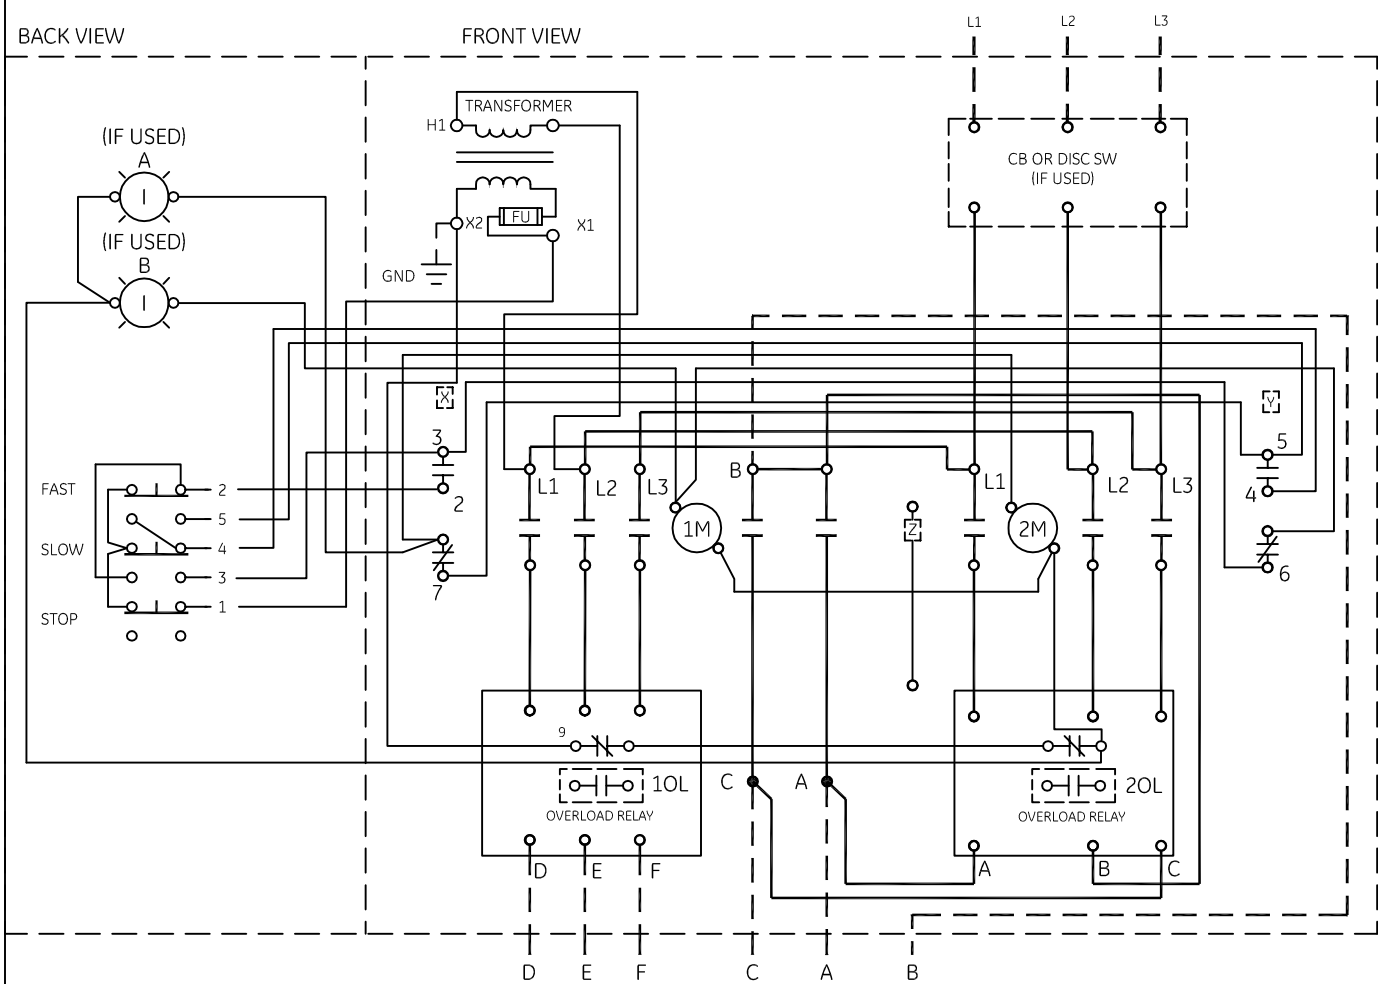 L1 L2 L3
BACK VIEW
FRONT VIEW
TRANSFORMER
H1
(IF USED)
A
CB OR DISC SW
(IF USED)
X2
FU
X1
(IF USED)
B
GND
X
Y
3
5
B
L1
L2
L3
L1
L2
L3
FAST
2
2
4
5
1M
Z
2M
SLOW
4
3
7
6
1
STOP
9
C
A
1OL
2OL
OVERLOAD RELAY
OVERLOAD RELAY
D
E
F
A
B
C
D
E
F
C
A
B